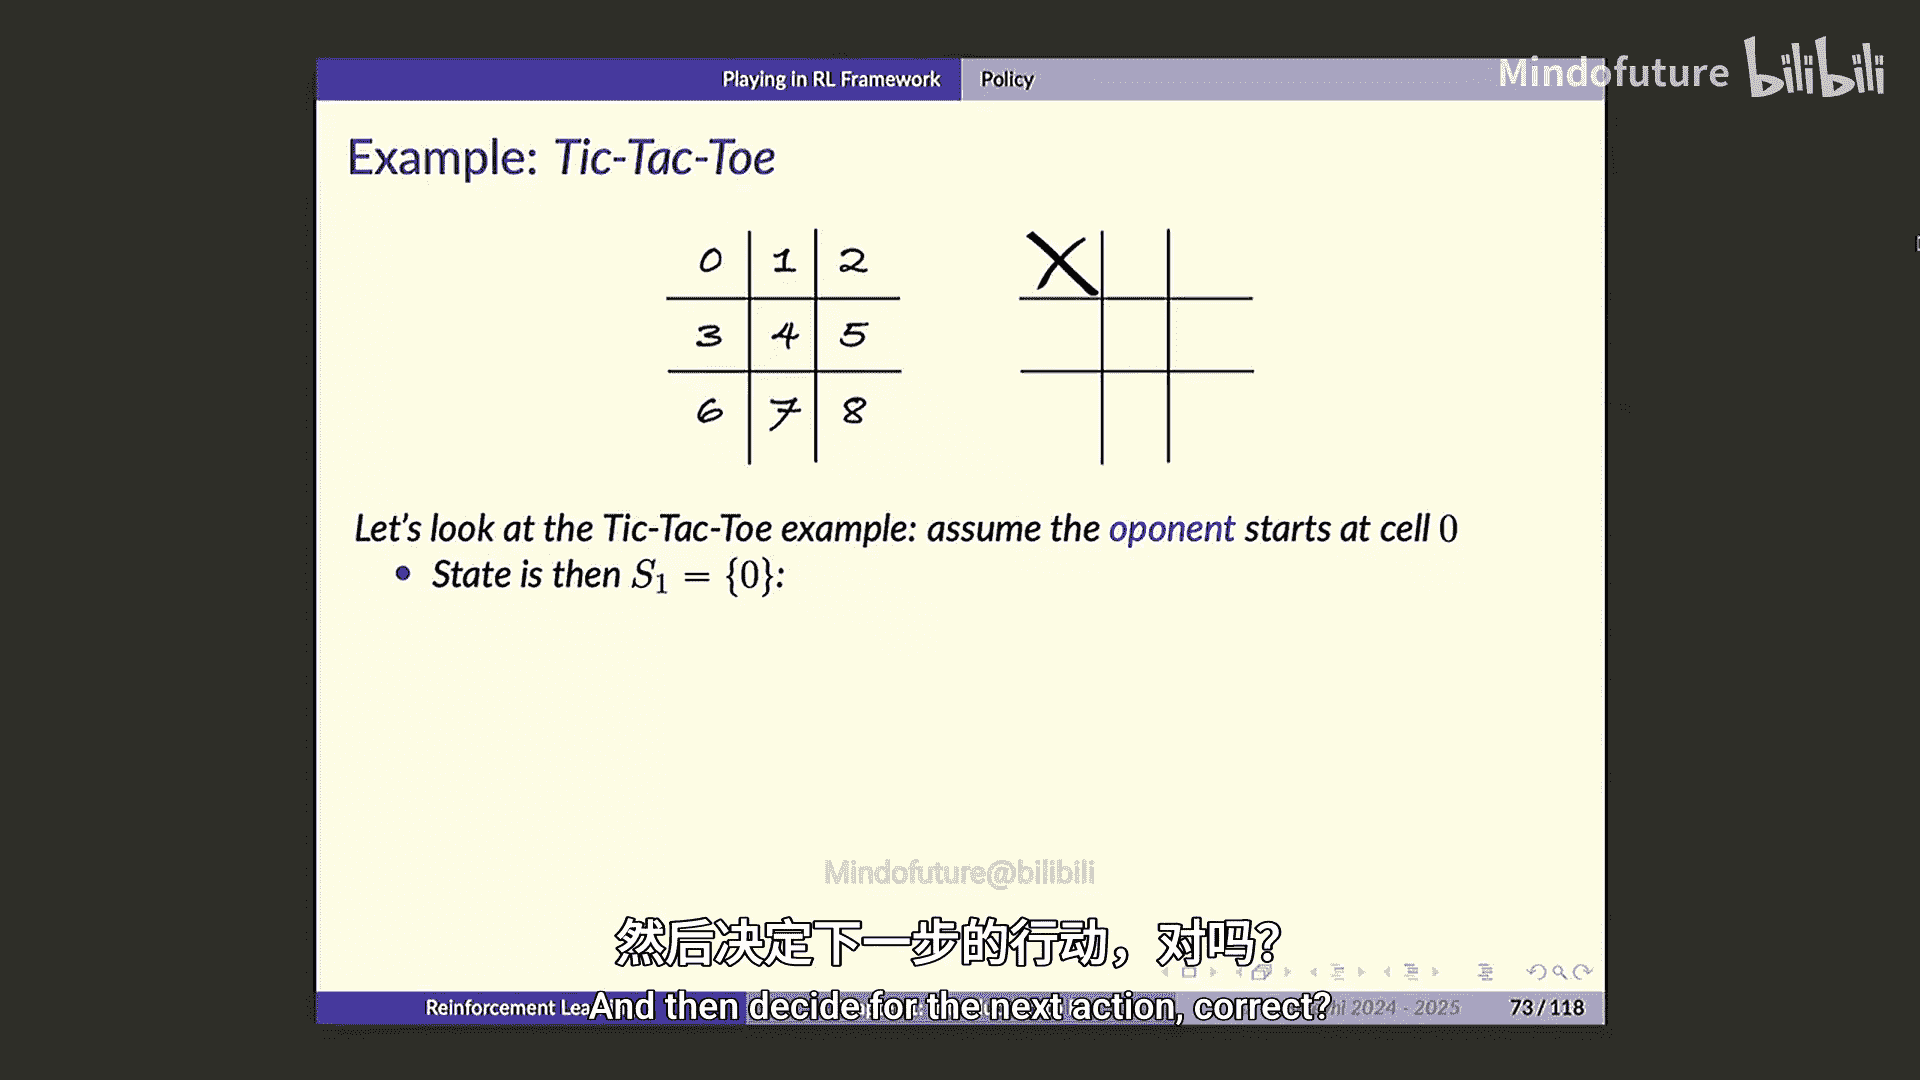 Playing in RL Framework Policy
Mindofuture bilibili
Example: Tic-Tac-Toe
0 1 2
3 4 5
6 7 8
X
Let's look at the Tic-Tac-Toe example: assume the oponent starts at cell 0
• State is then S₁ = {0}:
Mindofuture@bilibili
然后决定下一步的行动，对吗？
And then decide for the next action, correct?
Reinforcement Lea
2024 - 2025
73 / 118